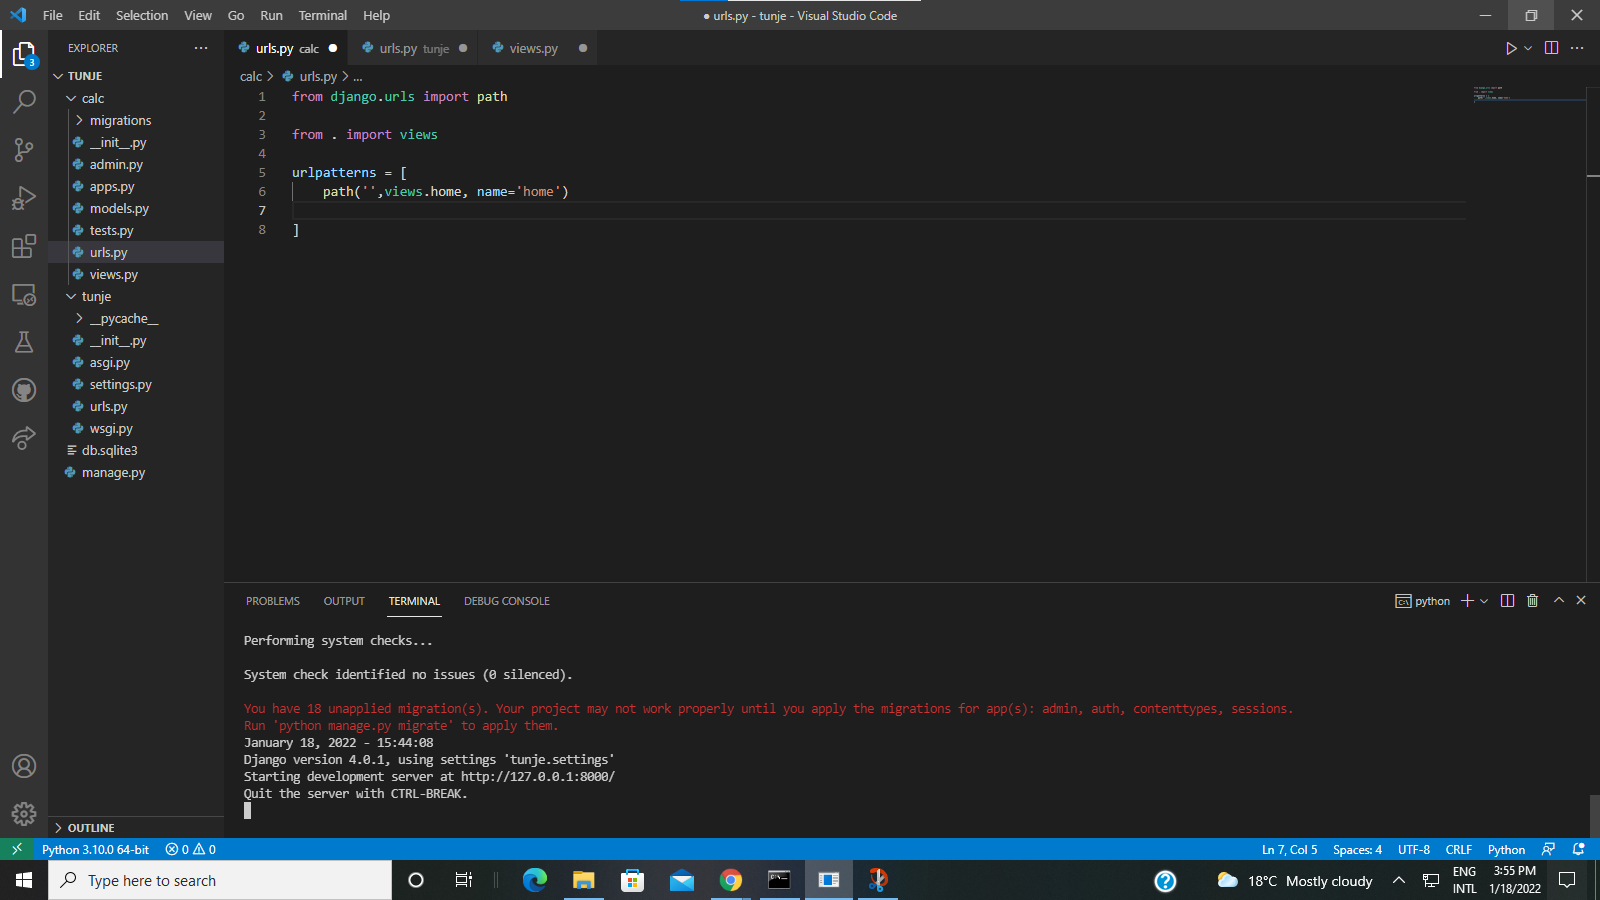 File Edit Selection View Go Run Terminal Help
● urls.py - tunje - Visual Studio Code
EXPLORER ...
urls.py calc ●
urls.py tunje ●
views.py ●
3
TUNJE
calc
migrations
__init__.py
admin.py
apps.py
models.py
tests.py
urls.py
views.py
tunje
__pycache__
__init__.py
asgi.py
settings.py
urls.py
wsgi.py
db.sqlite3
manage.py
OUTLINE
calc > urls.py > ...
1 from django.urls import path
2
3 from . import views
4
5 urlpatterns = [
6 path('',views.home, name='home')
7
8 ]
PROBLEMS OUTPUT TERMINAL DEBUG CONSOLE
python
Performing system checks...
System check identified no issues (0 silenced).
You have 18 unapplied migration(s). Your project may not work properly until you apply the migrations for app(s): admin, auth, contenttypes, sessions.
Run 'python manage.py migrate' to apply them.
January 18, 2022 - 15:44:08
Django version 4.0.1, using settings 'tunje.settings'
Starting development server at http://127.0.0.1:8000/
Quit the server with CTRL-BREAK.
Python 3.10.0 64-bit 0 0
Ln 7, Col 5 Spaces: 4 UTF-8 CRLF Python
Type here to search
18°C Mostly cloudy
ENG
INTL
3:55 PM
1/18/2022